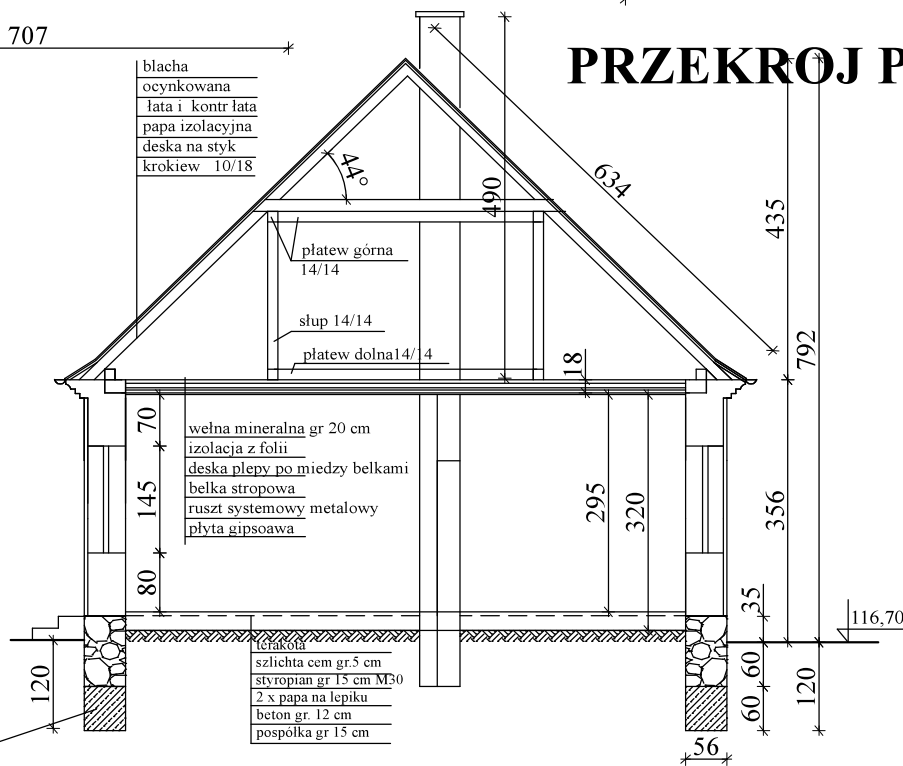 707
PRZEKROJ P
blacha
ocynkowana
łata i kontr łata
papa izolacyjna
deska na styk
krokiew 10/18
44°
490
634
435
792
płatew górna
14/14
słup 14/14
płatew dolna14/14
18
70
145
80
wełna mineralna gr 20 cm
izolacja z folii
deska plepy po miedzy belkami
belka stropowa
ruszt systemowy metalowy
płyta gipsoawa
295
320
356
35
116,70
terakota
szlichta cem gr.5 cm
styropian gr 15 cm M30
2 x papa na lepiku
beton gr. 12 cm
pospółka gr 15 cm
120
60
60
120
56